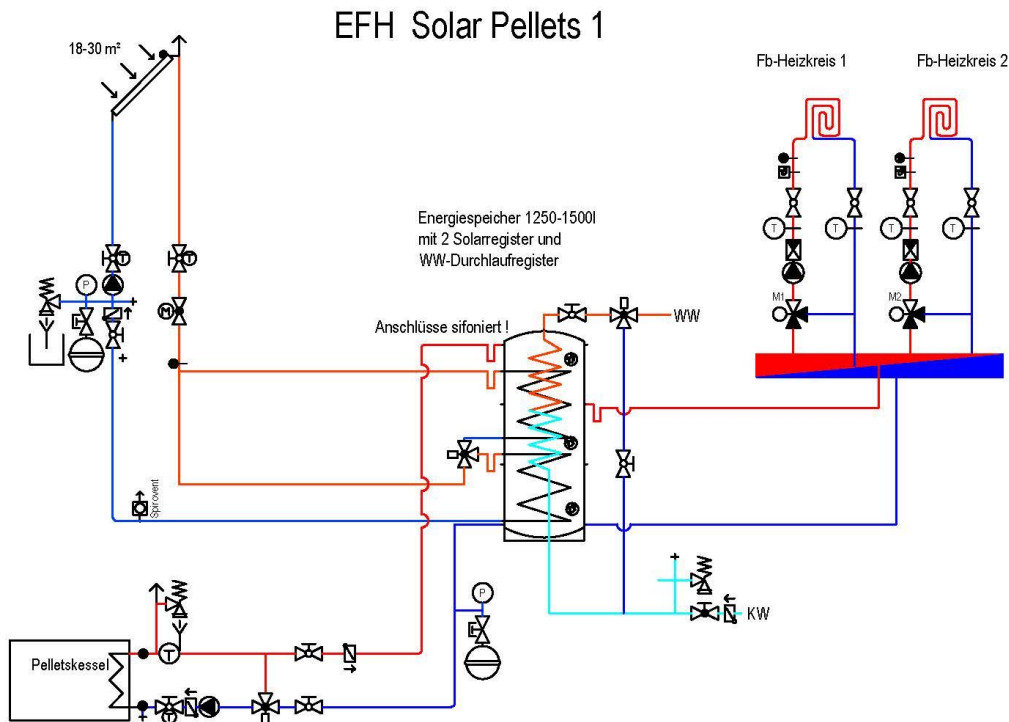 EFH Solar Pellets 1
18-30 m²
Fb-Heizkreis 1
Fb-Heizkreis 2
Energiespeicher 1250-1500l
mit 2 Solarregister und
WW-Durchlaufregister
T
T
T
T
P
M1
M2
M
Anschlüsse sifoniert !
WW
Spirovent
P
KW
Pelletskessel
T